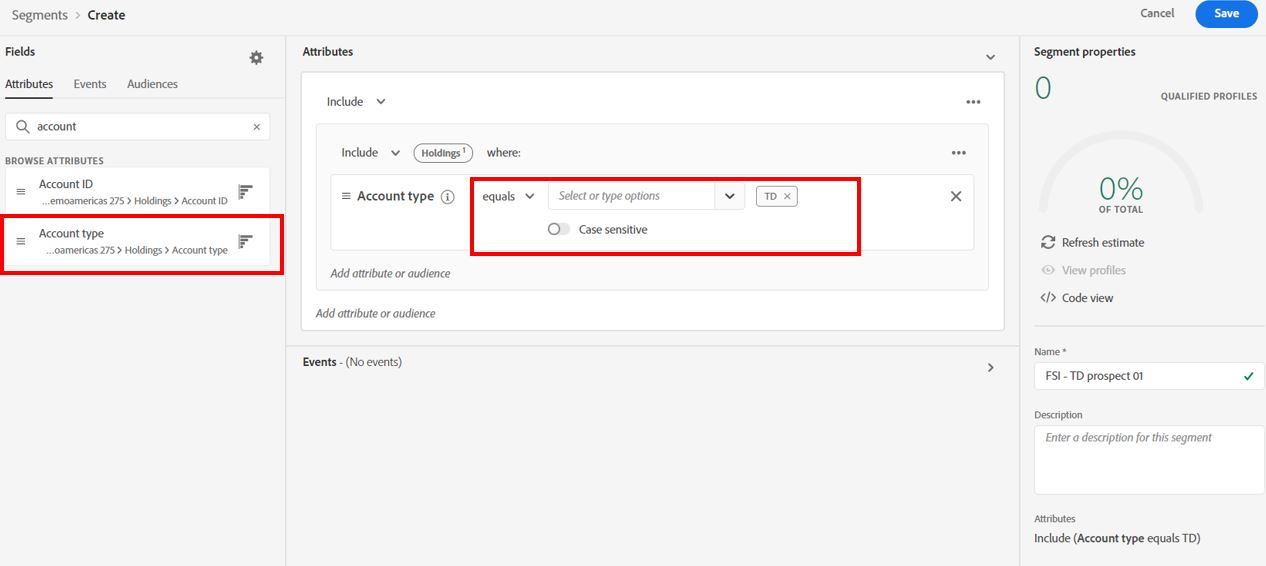 Segments > Create
Cancel
Save
Fields
Attributes Events Audiences
account
BROWSE ATTRIBUTES
Account ID
...emoamericas 275 > Holdings > Account ID
Account type
...oamericas 275 > Holdings > Account type
Attributes
Include
Include Holdings 1 where:
Account type equals Select or type options TD
Case sensitive
Add attribute or audience
Add attribute or audience
Events - (No events)
Segment properties
0
QUALIFIED PROFILES
0%
OF TOTAL
Refresh estimate
View profiles
</> Code view
Name *
FSI - TD prospect 01
Description
Enter a description for this segment
Attributes
Include (Account type equals TD)